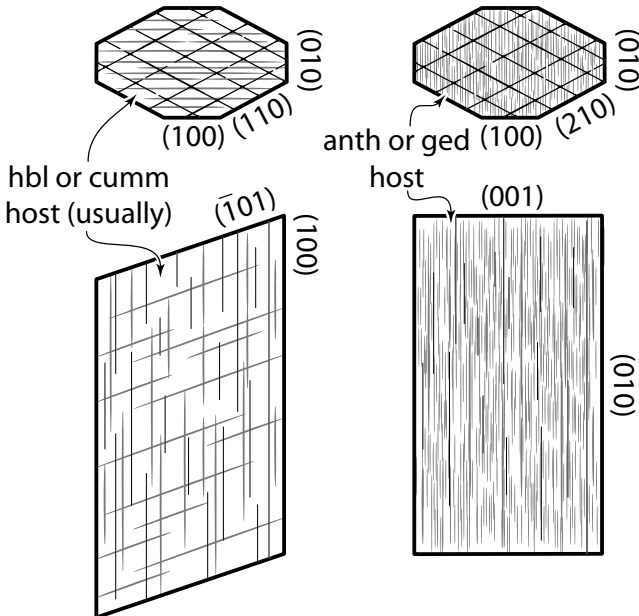 (010)
(110)
(100)
hbl or cumm
host (usually)
(1̅01)
(100)
(010)
(210)
(100)
anth or ged
host
(001)
(010)